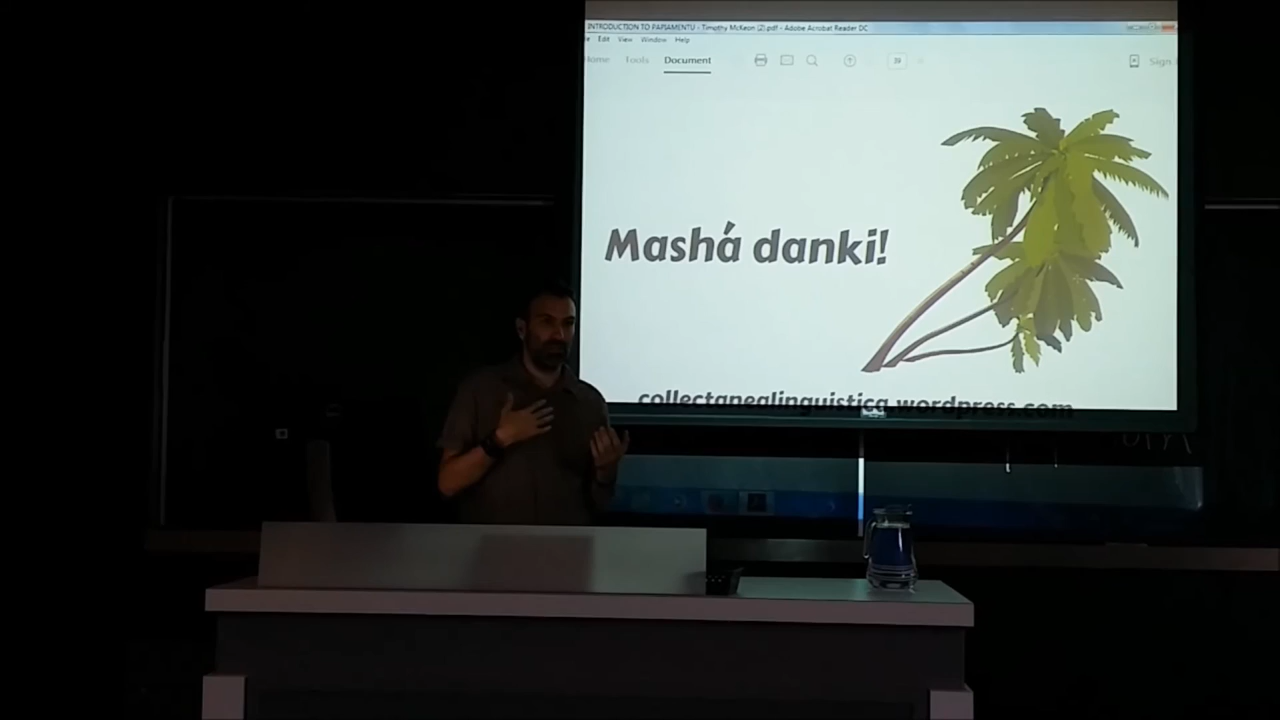 INTRODUCTION TO PAPIAMENTU - Timothy McKeon (2).pdf - Adobe Acrobat Reader DC
Edit View Window Help
Home Tools Document
Sign
Mashá danki!
collectanealinguistica.wordpress.com